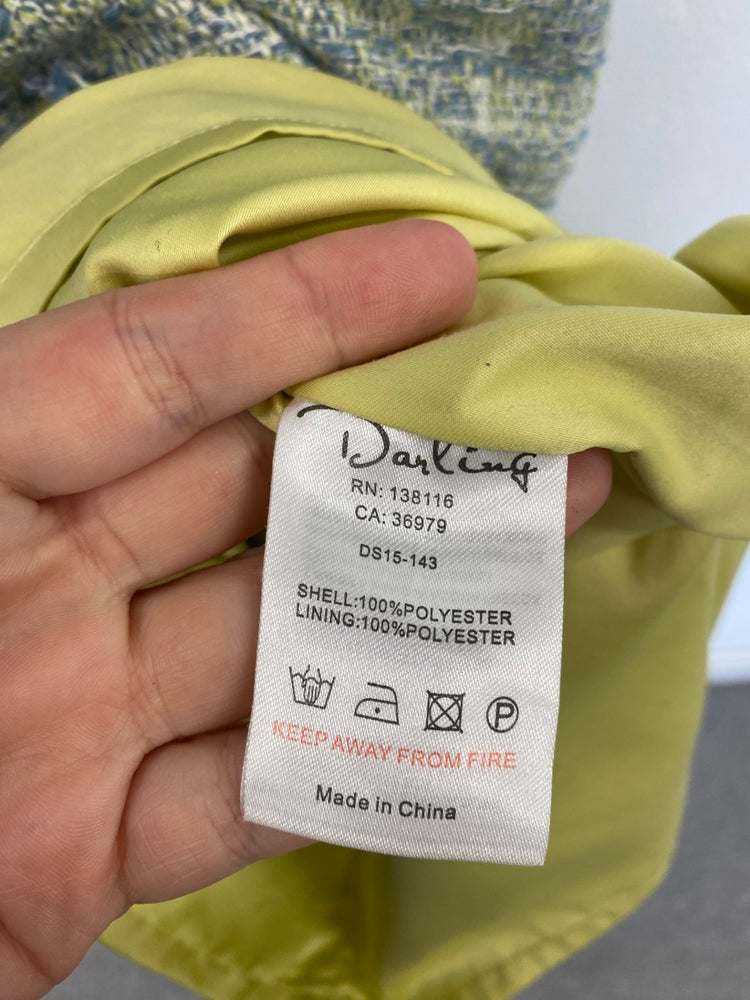 Darling
RN: 138116
CA: 36979
DS15-143
SHELL:100%POLYESTER
LINING:100%POLYESTER
P
KEEP AWAY FROM FIRE
Made in China